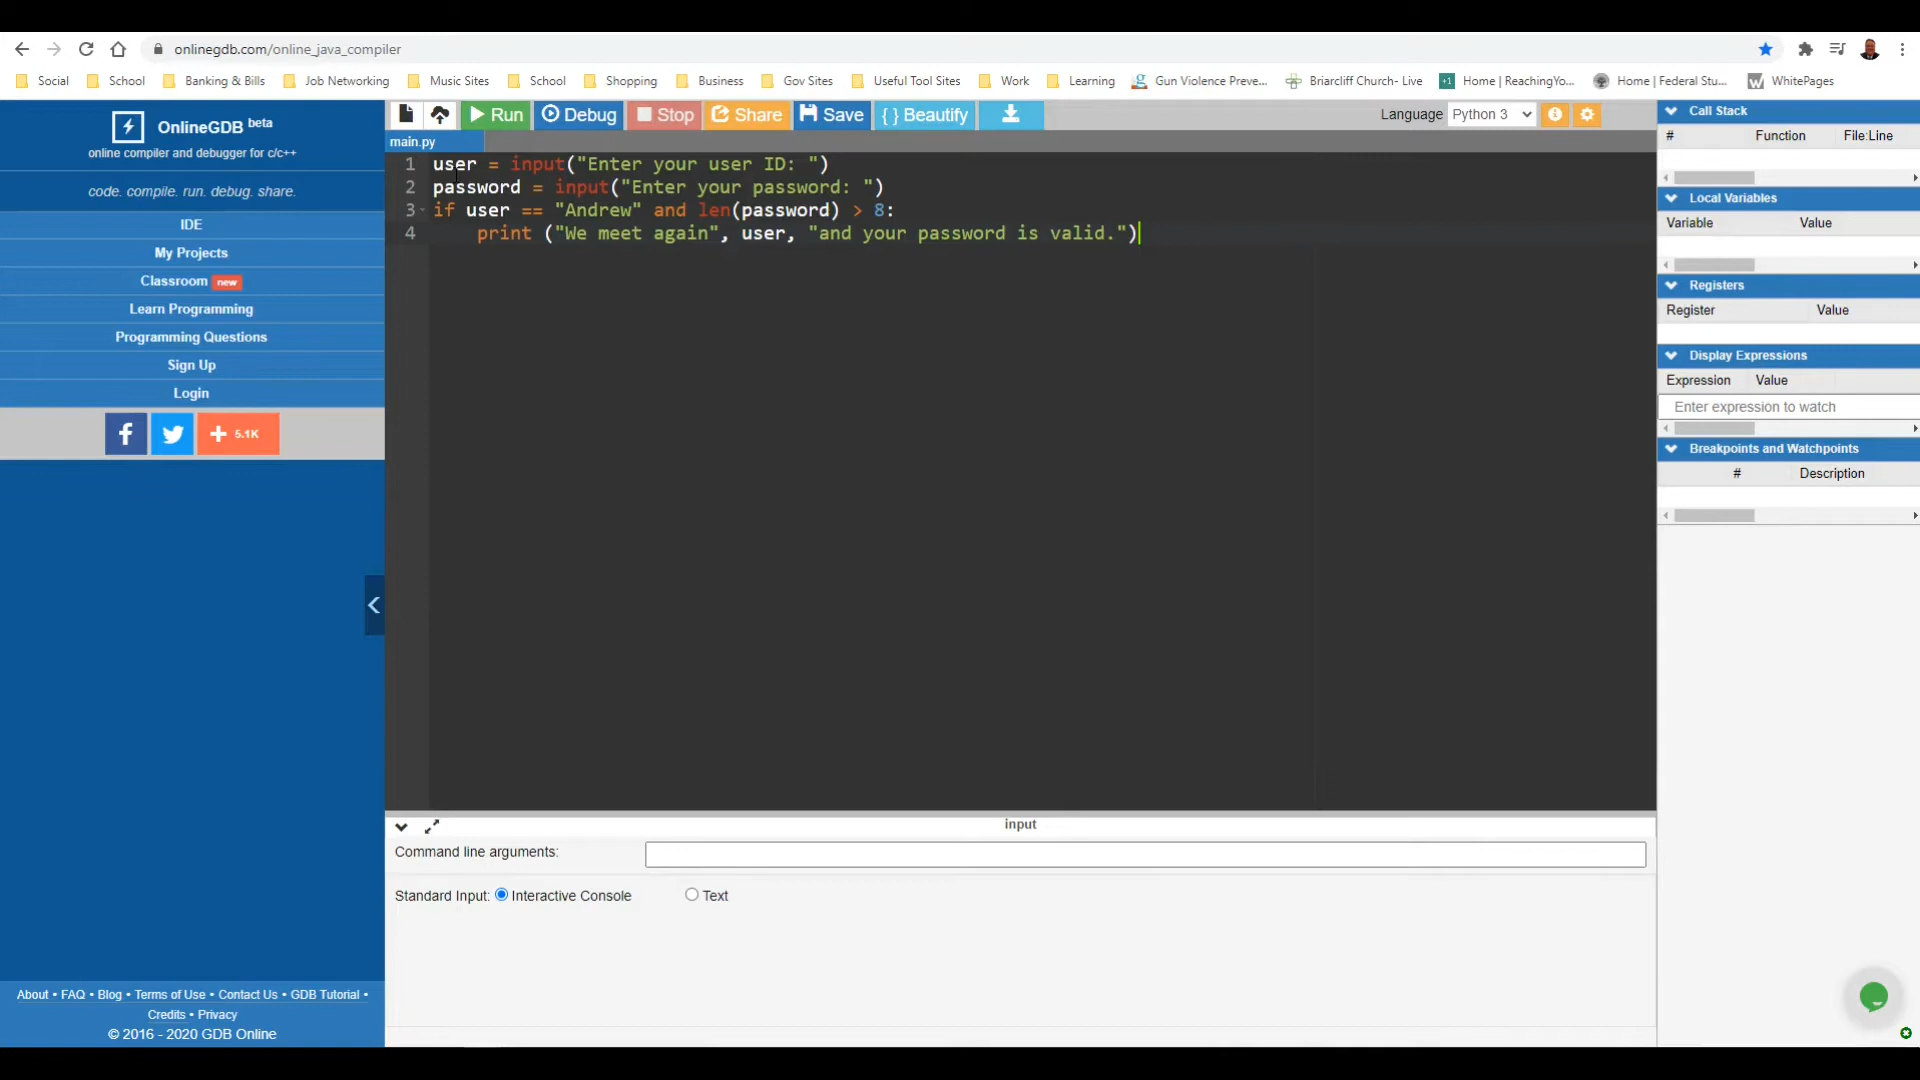 onlinegdb.com/online_java_compiler
Social School Banking & Bills Job Networking Music Sites School Shopping Business Gov Sites Useful Tool Sites Work Learning Gun Violence Preve... Briarcliff Church- Live Home | ReachingYo... Home | Federal Stu... WhitePages
OnlineGDB beta
online compiler and debugger for c/c++
code. compile. run. debug. share.
IDE
My Projects
Classroom new
Learn Programming
Programming Questions
Sign Up
Login
f + 5.1K
About • FAQ • Blog • Terms of Use • Contact Us • GDB Tutorial •
Credits • Privacy
© 2016 - 2020 GDB Online
Run Debug Stop Share Save { } Beautify Language Python 3
main.py
1 user = input("Enter your user ID: ")
2 password = input("Enter your password: ")
3 if user == "Andrew" and len(password) > 8:
4 print ("We meet again", user, "and your password is valid.")
input
Command line arguments:
Standard Input: Interactive Console Text
Call Stack
# Function File:Line
Local Variables
Variable Value
Registers
Register Value
Display Expressions
Expression Value
Enter expression to watch
Breakpoints and Watchpoints
# Description